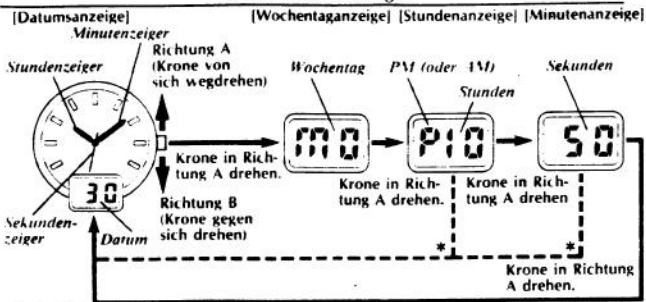 [Datumsanzeige]
[Wochentaganzeige] [Stundenanzeige] [Minutenanzeige]
Minutenzeiger
Stundenzeiger
Richtung A
(Krone von
sich wegdrehen)
Wochentag
PM (oder AM)
Stunden
Sekunden
MO
P10
50
Krone in Rich-
tung A drehen.
Krone in Rich-
tung A drehen.
Krone in Rich-
tung A drehen
30
Richtung B
(Krone gegen
sich drehen)
Sekunden-
zeiger
Datum
*
*
Krone in Richtung
A drehen.